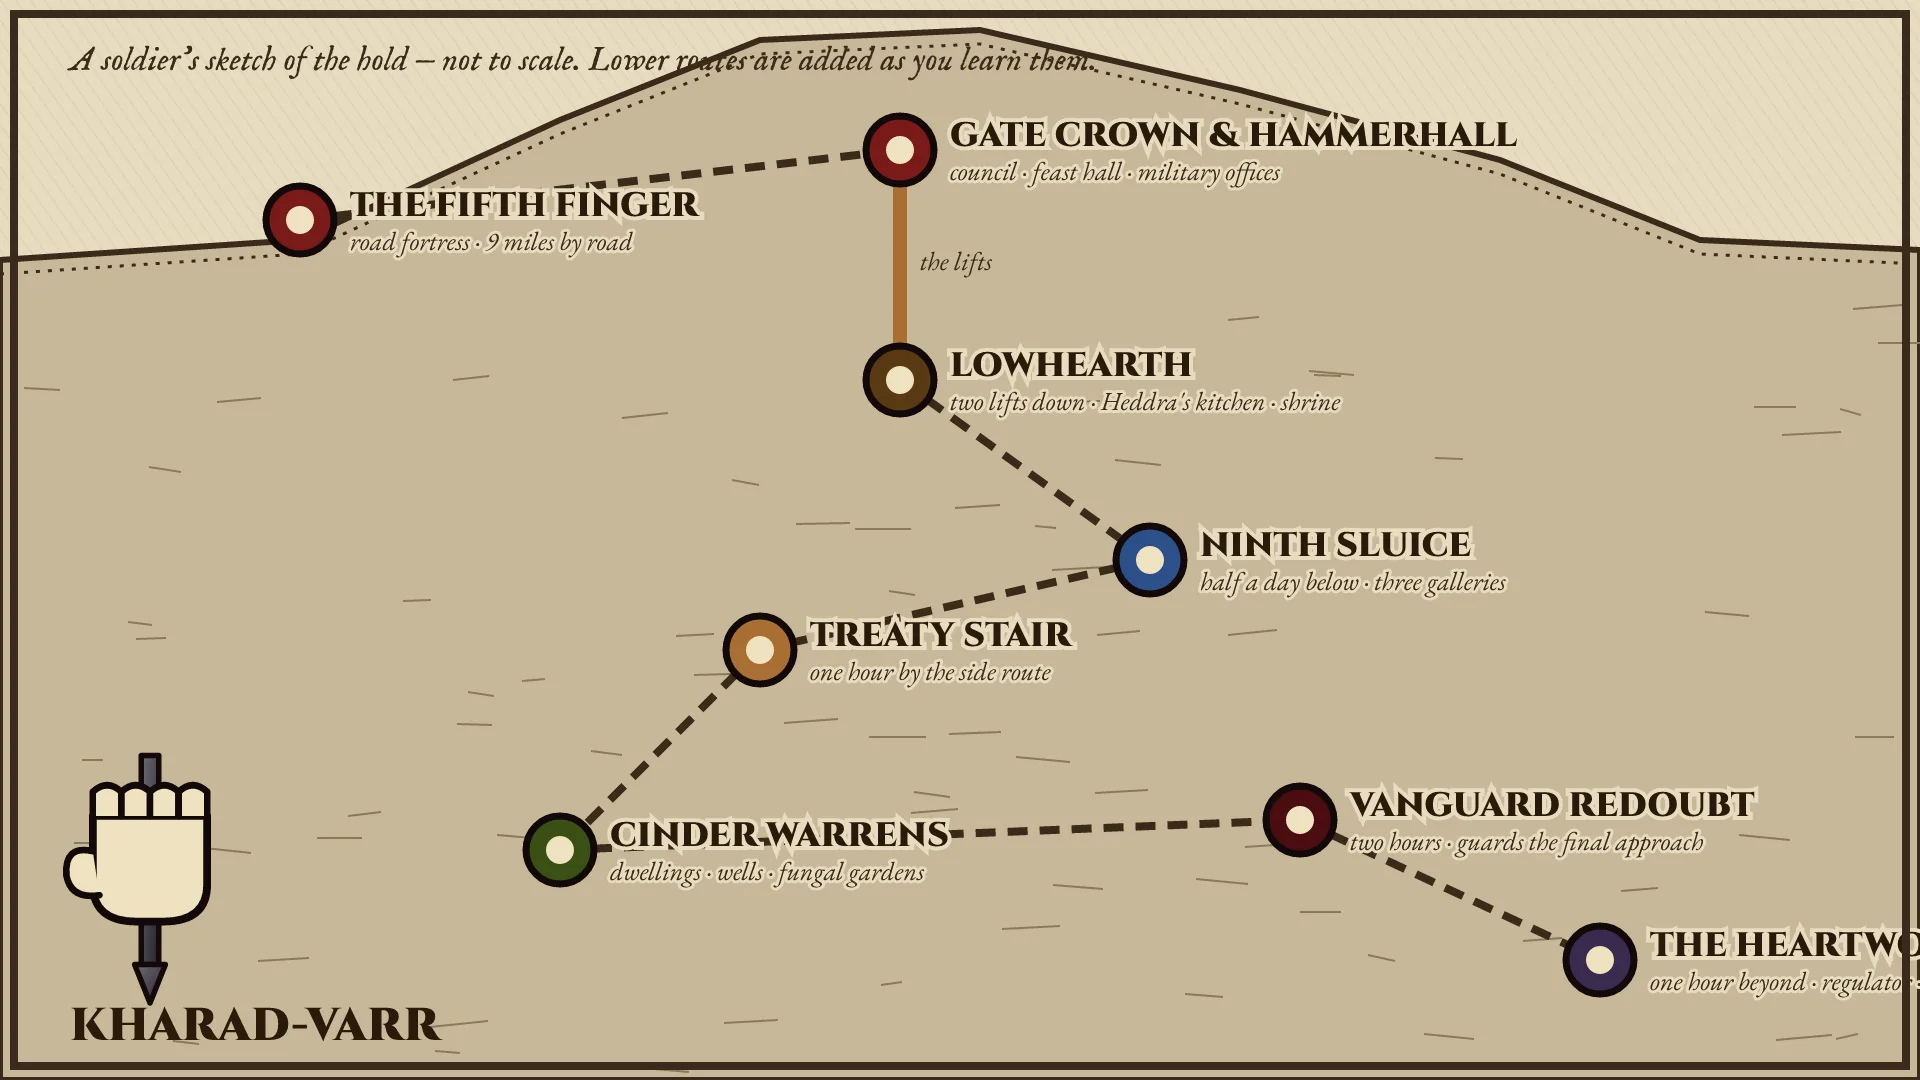 A soldier's sketch of the hold — not to scale. Lower routes are added as you learn them.
GATE CROWN & HAMMERHALL
council · feast hall · military offices
THE FIFTH FINGER
road fortress · 9 miles by road
the lifts
LOWHEARTH
two lifts down · Heddra's kitchen · shrine
NINTH SLUICE
half a day below · three galleries
TREATY STAIR
one hour by the side route
VANGUARD REDOUBT
two hours · guards the final approach
CINDER WARRENS
dwellings · wells · fungal gardens
THE HEARTWO
one hour beyond · regulator ·
KHARAD-VARR